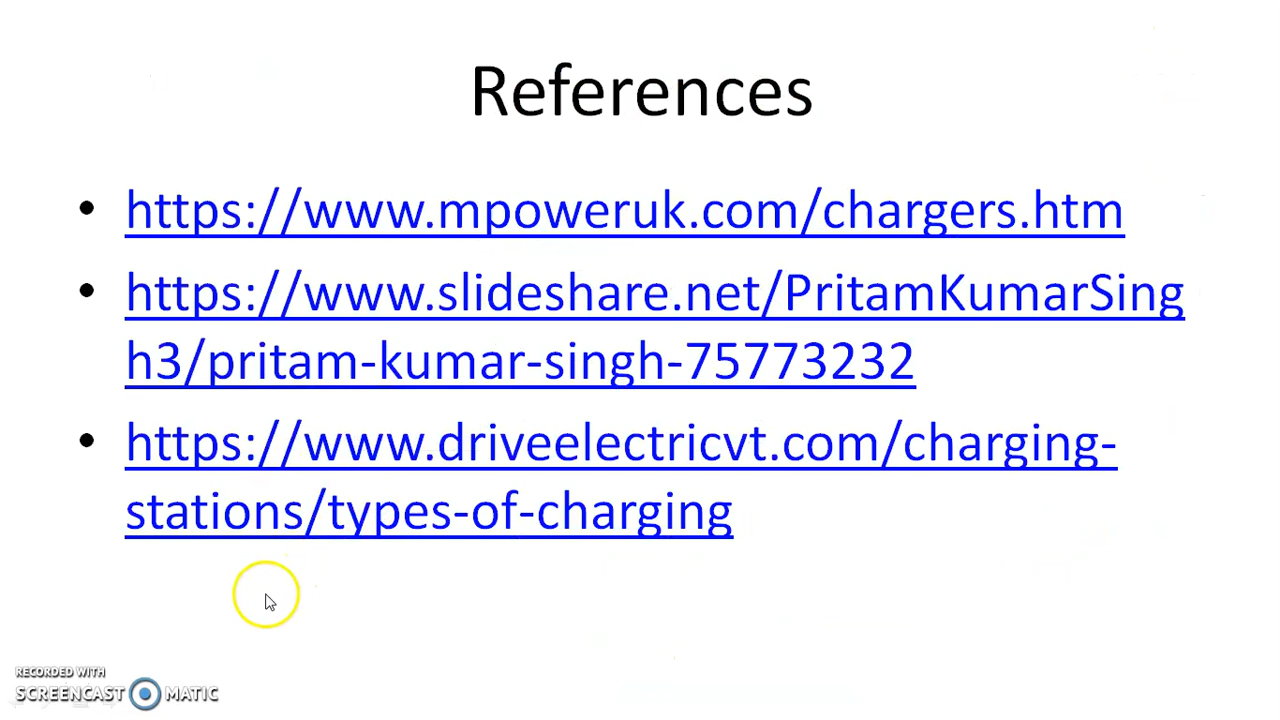 References
• https://www.mpoweruk.com/chargers.htm
• https://www.slideshare.net/PritamKumarSing
h3/pritam-kumar-singh-75773232
• https://www.driveelectricvt.com/charging-
stations/types-of-charging
RECORDED WITH
SCREENCAST MATIC